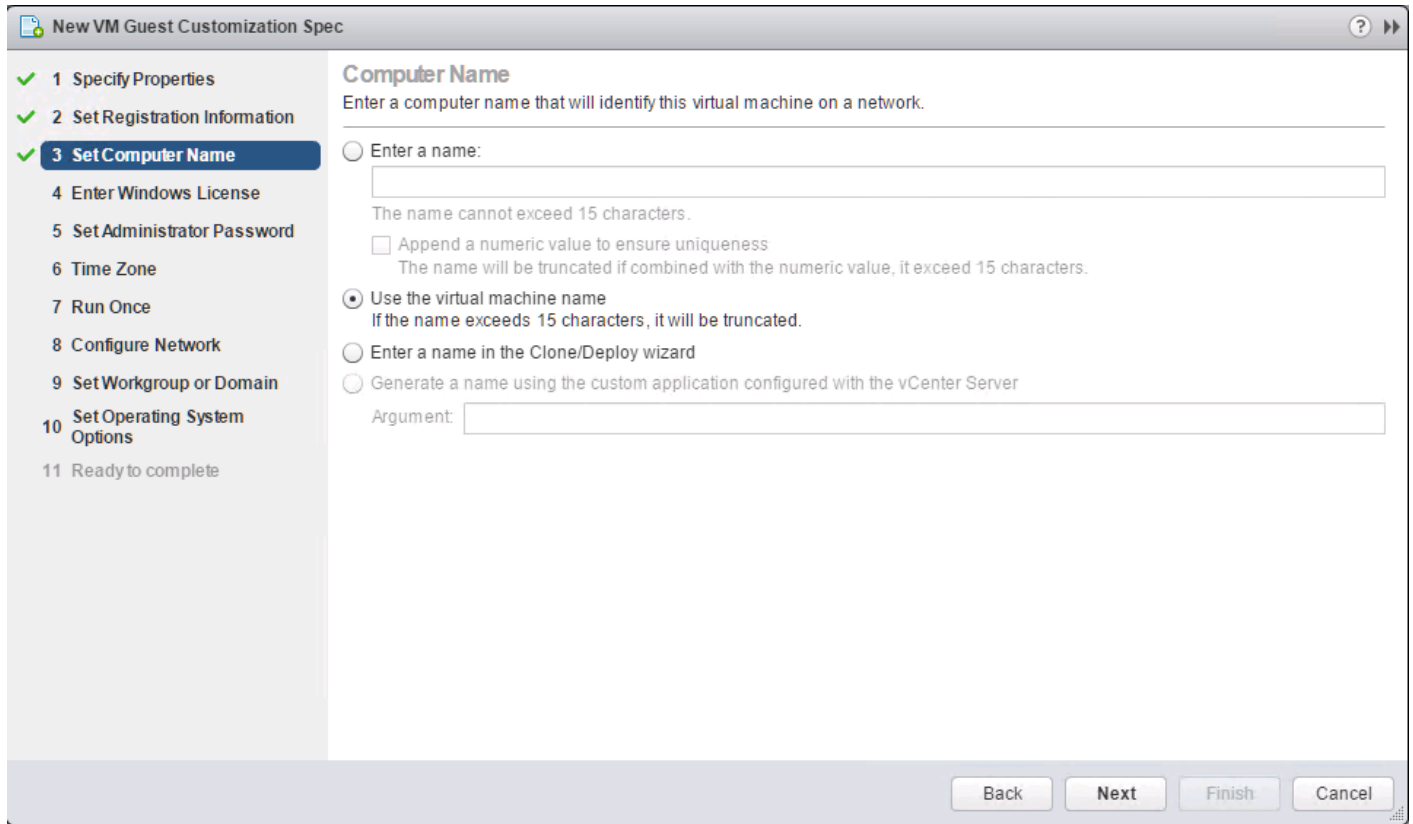 New VM Guest Customization Spec
?
1 Specify Properties
2 Set Registration Information
3 Set Computer Name
4 Enter Windows License
5 Set Administrator Password
6 Time Zone
7 Run Once
8 Configure Network
9 Set Workgroup or Domain
10 Set Operating System
Options
11 Ready to complete
Computer Name
Enter a computer name that will identify this virtual machine on a network.
Enter a name:
The name cannot exceed 15 characters.
Append a numeric value to ensure uniqueness
The name will be truncated if combined with the numeric value, it exceed 15 characters.
Use the virtual machine name
If the name exceeds 15 characters, it will be truncated.
Enter a name in the Clone/Deploy wizard
Generate a name using the custom application configured with the vCenter Server
Argument:
Back Next Finish Cancel